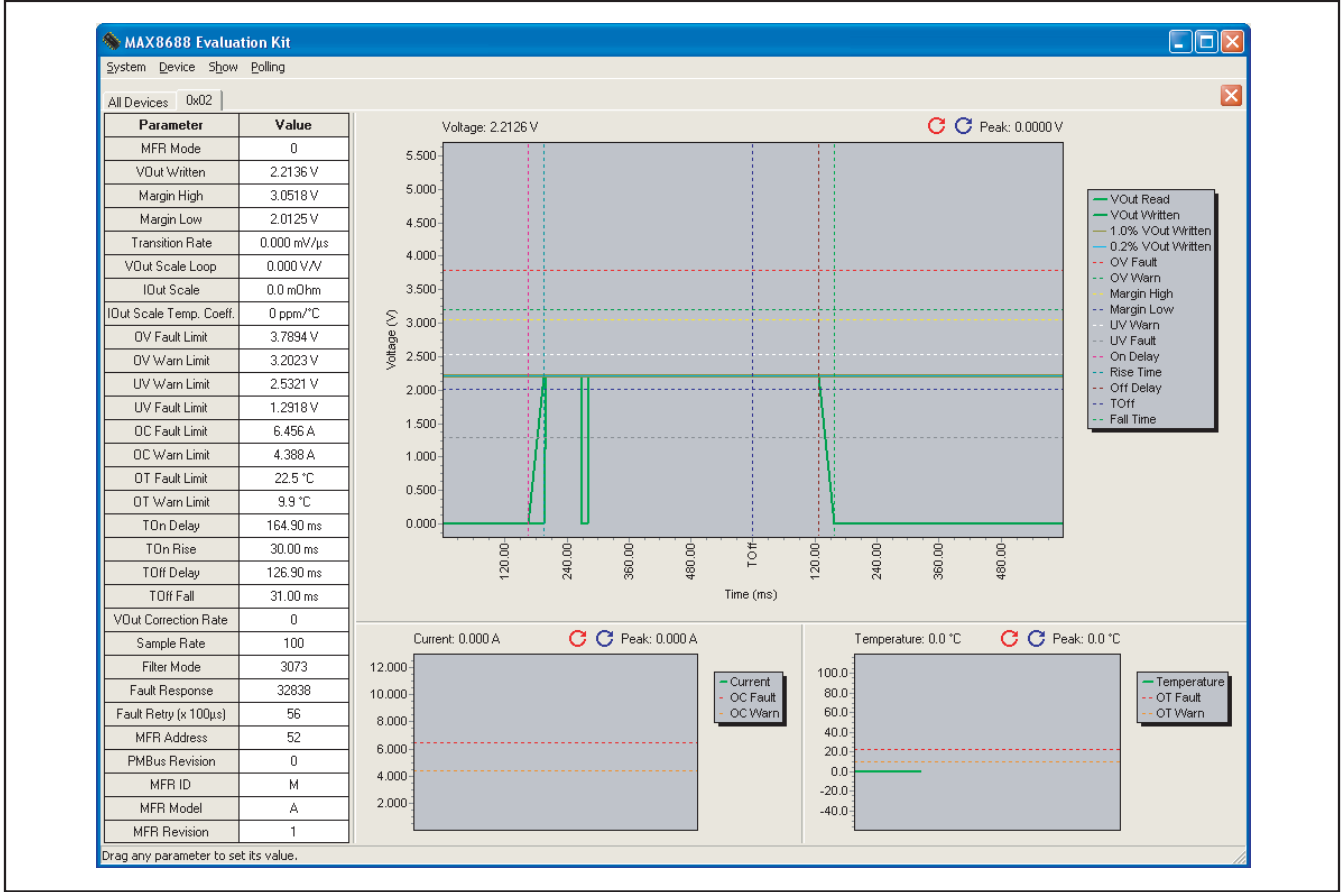 MAX8688 Evaluation Kit
System Device Show Polling
All Devices 0x02
Parameter Value
MFR Mode 0
VOut Written 2.2136 V
Margin High 3.0518 V
Margin Low 2.0125 V
Transition Rate 0.000 mV/µs
VOut Scale Loop 0.000 V/V
IOut Scale 0.0 mOhm
IOut Scale Temp. Coeff. 0 ppm/°C
OV Fault Limit 3.7894 V
OV Warn Limit 3.2023 V
UV Warn Limit 2.5321 V
UV Fault Limit 1.2918 V
OC Fault Limit 6.456 A
OC Warn Limit 4.388 A
OT Fault Limit 22.5 °C
OT Warn Limit 9.9 °C
TOn Delay 164.90 ms
TOn Rise 30.00 ms
TOff Delay 126.90 ms
TOff Fall 31.00 ms
VOut Correction Rate 0
Sample Rate 100
Filter Mode 3073
Fault Response 32838
Fault Retry (x 100µs) 56
MFR Address 52
PMBus Revision 0
MFR ID M
MFR Model A
MFR Revision 1
Voltage: 2.2126 V Peak: 0.0000 V
5.500
5.000
4.500
4.000
3.500
3.000
2.500
2.000
1.500
1.000
0.500
0.000
Voltage (V)
120.00 240.00 360.00 480.00 TOff 120.00 240.00 360.00 480.00
Time (ms)
VOut Read
VOut Written
1.0% VOut Written
0.2% VOut Written
OV Fault
OV Warn
Margin High
Margin Low
UV Warn
UV Fault
On Delay
Rise Time
Off Delay
TOff
Fall Time
Current: 0.000 A Peak: 0.000 A
12.000
10.000
8.000
6.000
4.000
2.000
Current
OC Fault
OC Warn
Temperature: 0.0 °C Peak: 0.0 °C
100.0
80.0
60.0
40.0
20.0
0.0
-20.0
-40.0
Temperature
OT Fault
OT Warn
Drag any parameter to set its value.